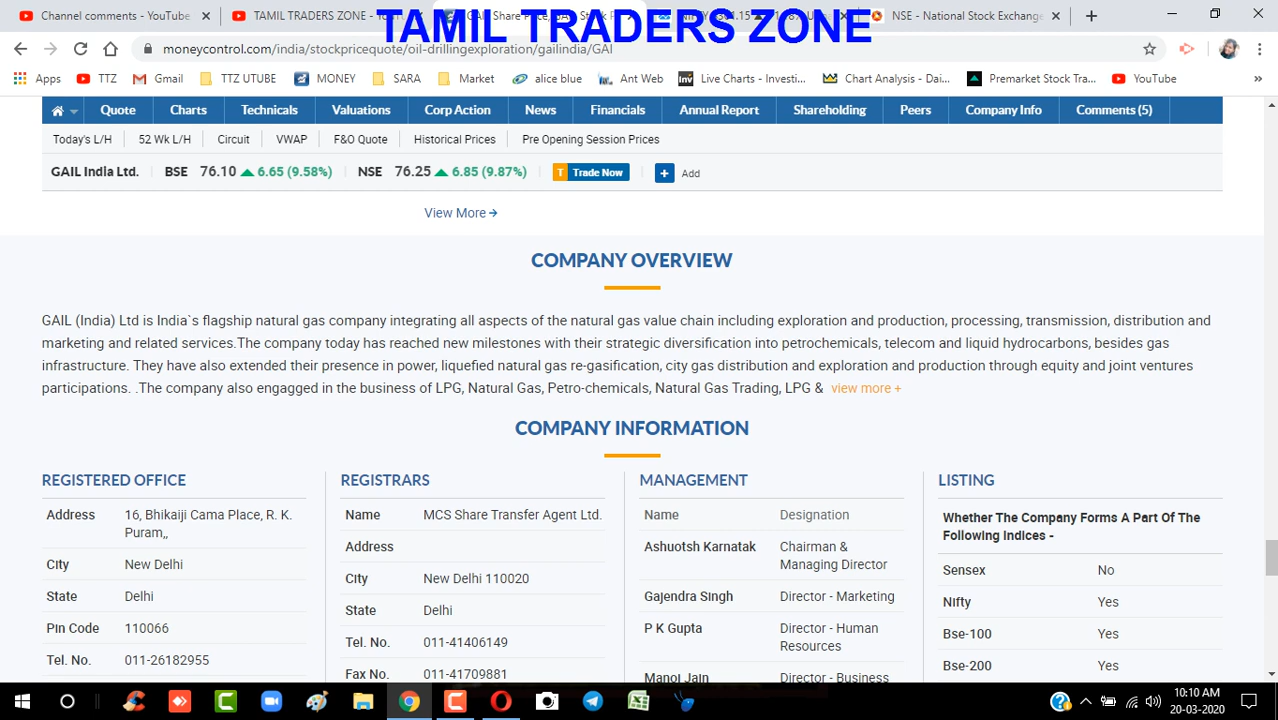 Channel comments - YouTube
TAMIL TRADERS ZONE - YouTube
GAIL Share Price, GAIL Stock P
NSE - National Stock Exchange
TAMIL TRADERS ZONE
moneycontrol.com/india/stockpricequote/oil-drillingexploration/gailindia/GAI
Apps TTZ Gmail TTZ UTUBE MONEY SARA Market alice blue Ant Web Live Charts - Investi... Chart Analysis - Dai... Premarket Stock Tra... YouTube »
Quote Charts Technicals Valuations Corp Action News Financials Annual Report Shareholding Peers Company Info Comments (5)
Today's L/H 52 Wk L/H Circuit VWAP F&O Quote Historical Prices Pre Opening Session Prices
GAIL India Ltd. BSE 76.10 6.65 (9.58%) NSE 76.25 6.85 (9.87%) T Trade Now + Add
View More
COMPANY OVERVIEW
GAIL (India) Ltd is India`s flagship natural gas company integrating all aspects of the natural gas value chain including exploration and production, processing, transmission, distribution and
marketing and related services.The company today has reached new milestones with their strategic diversification into petrochemicals, telecom and liquid hydrocarbons, besides gas
infrastructure. They have also extended their presence in power, liquefied natural gas re-gasification, city gas distribution and exploration and production through equity and joint ventures
participations. .The company also engagged in the business of LPG, Natural Gas, Petro-chemicals, Natural Gas Trading, LPG & view more +
COMPANY INFORMATION
REGISTERED OFFICE
Address 16, Bhikaiji Cama Place, R. K.
Puram,,
City New Delhi
State Delhi
Pin Code 110066
Tel. No. 011-26182955
REGISTRARS
Name MCS Share Transfer Agent Ltd.
Address
City New Delhi 110020
State Delhi
Tel. No. 011-41406149
Fax No. 011-41709881
MANAGEMENT
Name Designation
Ashuotsh Karnatak Chairman &
Managing Director
Gajendra Singh Director - Marketing
P K Gupta Director - Human
Resources
Manoj Jain Director - Business
LISTING
Whether The Company Forms A Part Of The
Following Indices -
Sensex No
Nifty Yes
Bse-100 Yes
Bse-200 Yes
10:10 AM
20-03-2020